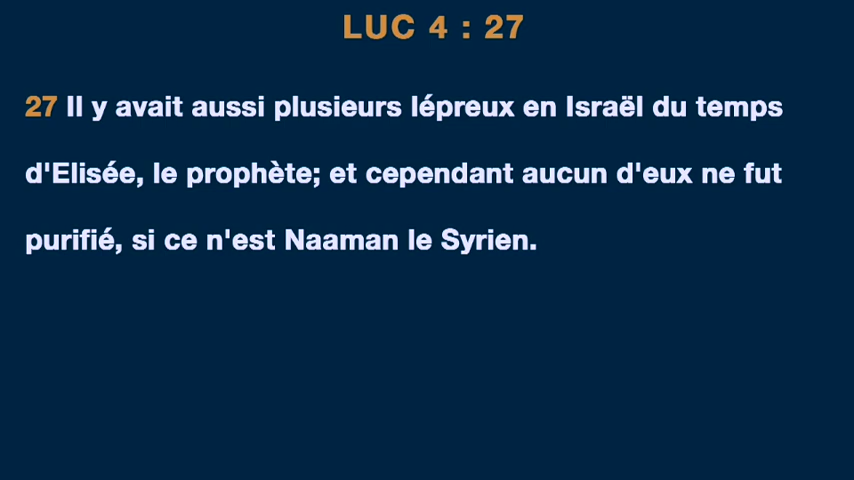 LUC 4 : 27
27 Il y avait aussi plusieurs lépreux en Israël du temps
d'Elisée, le prophète; et cependant aucun d'eux ne fut
purifié, si ce n'est Naaman le Syrien.